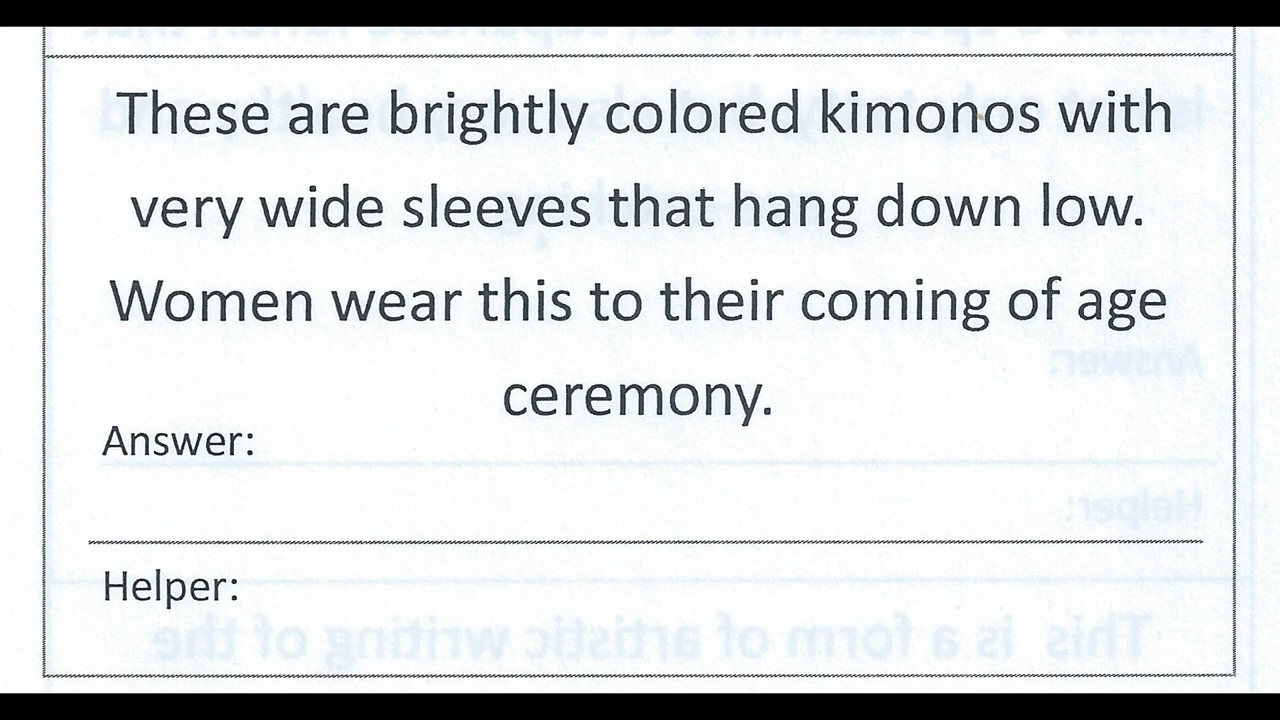 These are brightly colored kimonos with
very wide sleeves that hang down low.
Women wear this to their coming of age
ceremony.
Answer:
Helper: